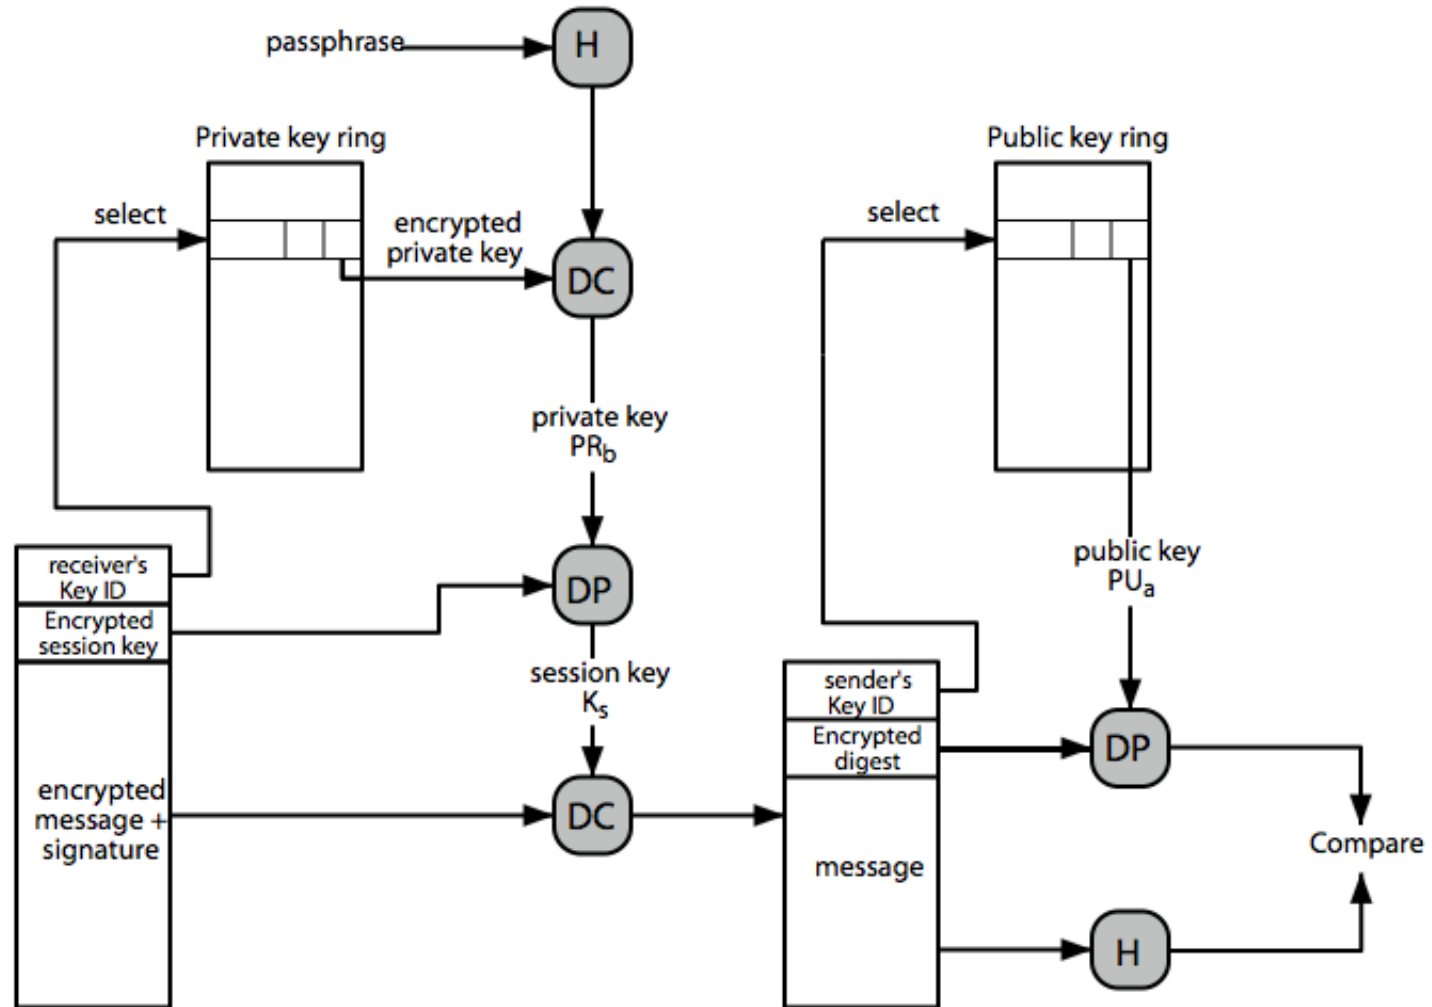 passphrase
H
Private key ring
Public key ring
select
encrypted
private key
select
DC
private key
PRb
receiver's
Key ID
Encrypted
session key
DP
public key
PUa
session key
Ks
sender's
Key ID
Encrypted
digest
DP
encrypted
message +
signature
DC
message
Compare
H